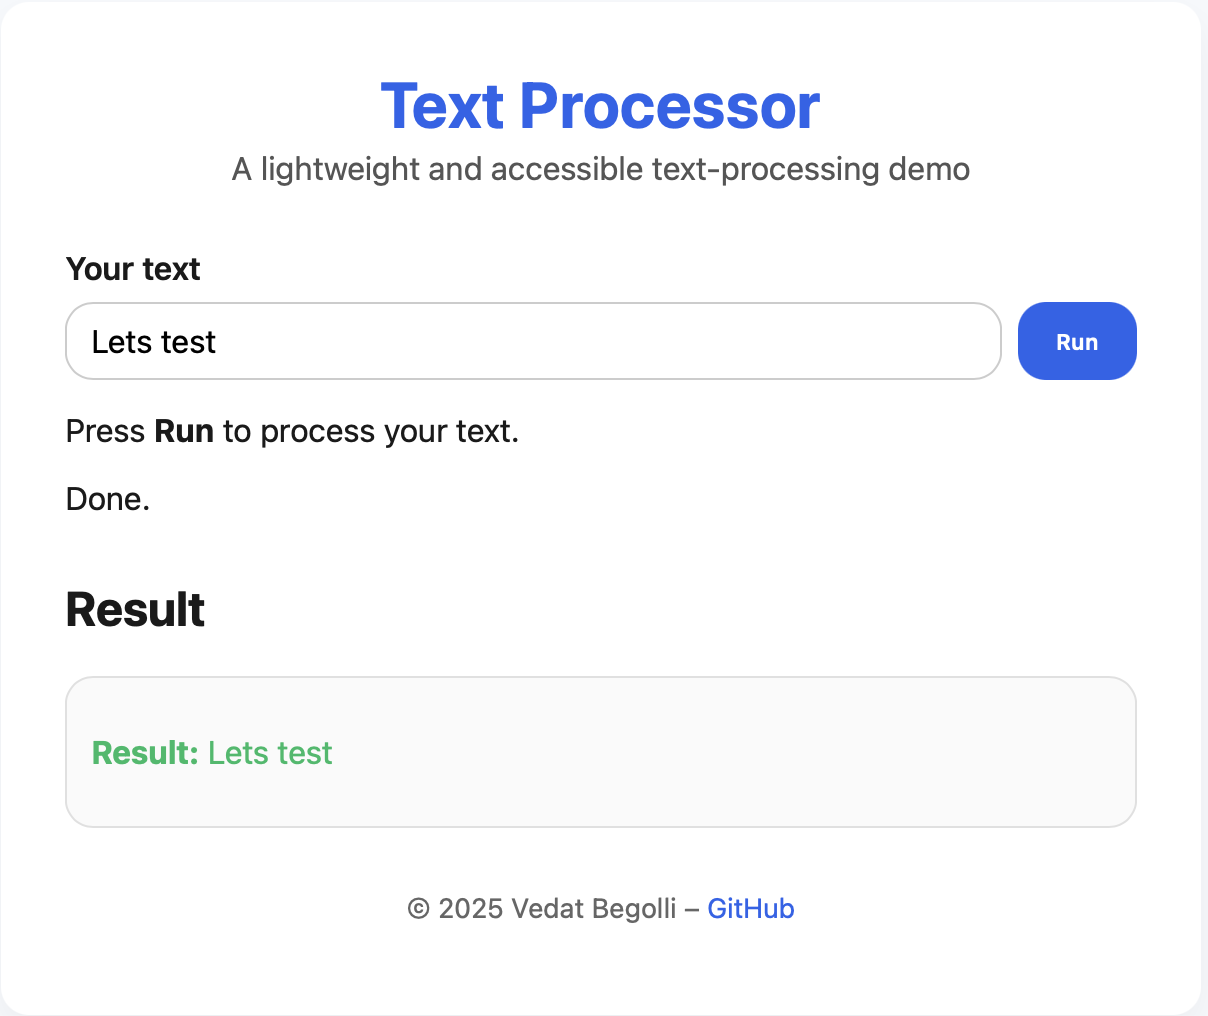 Text Processor
A lightweight and accessible text-processing demo
Your text
Lets test
Run
Press Run to process your text.
Done.
Result
Result: Lets test
© 2025 Vedat Begolli – GitHub